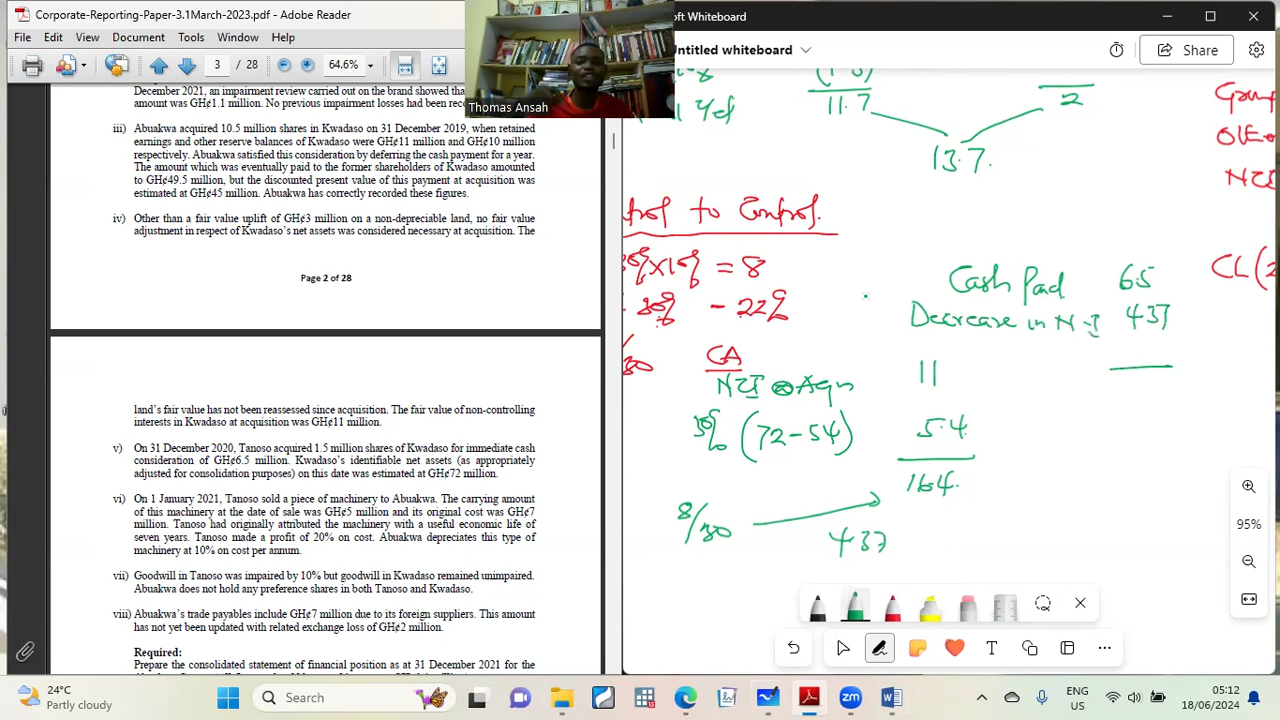 Corporate-Reporting-Paper-3.1March-2023.pdf - Adobe Reader
File Edit View Document Tools Window Help
3 / 28 64.6%
December 2021, an impairment review carried out on the brand showed tha
amount was GH¢1.1 million. No previous impairment losses had been reco
iii) Abuakwa acquired 10.5 million shares in Kwadaso on 31 December 2019, when retained
earnings and other reserve balances of Kwadaso were GH¢11 million and GH¢10 million
respectively. Abuakwa satisfied this consideration by deferring the cash payment for a year.
The amount which was eventually paid to the former shareholders of Kwadaso amounted
to GH¢49.5 million, but the discounted present value of this payment at acquisition was
estimated at GH¢45 million. Abuakwa has correctly recorded these figures.
iv) Other than a fair value uplift of GH¢3 million on a non-depreciable land, no fair value
adjustment in respect of Kwadaso's net assets was considered necessary at acquisition. The
Page 2 of 28
land's fair value has not been reassessed since acquisition. The fair value of non-controlling
interests in Kwadaso at acquisition was GH¢11 million.
v) On 31 December 2020, Tanoso acquired 1.5 million shares of Kwadaso for immediate cash
consideration of GH¢6.5 million. Kwadaso's identifiable net assets (as appropriately
adjusted for consolidation purposes) on this date was estimated at GH¢72 million.
vi) On 1 January 2021, Tanoso sold a piece of machinery to Abuakwa. The carrying amount
of this machinery at the date of sale was GH¢5 million and its original cost was GH¢7
million. Tanoso had originally attributed the machinery with a useful economic life of
seven years. Tanoso made a profit of 20% on cost. Abuakwa depreciates this type of
machinery at 10% on cost per annum.
vii) Goodwill in Tanoso was impaired by 10% but goodwill in Kwadaso remained unimpaired.
Abuakwa does not hold any preference shares in both Tanoso and Kwadaso.
viii) Abuakwa's trade payables include GH¢7 million due to its foreign suppliers. This amount
has not yet been updated with related exchange loss of GH¢2 million.
Required:
Prepare the consolidated statement of financial position as at 31 December 2021 for the
Thomas Ansah
oft Whiteboard
Untitled whiteboard
Share
11.7
2
13.7.
Group
NCI
ntrol to Control.
= 8
30% - 22%
30
CA
NCI @ Aqn 11
30% (72-54) 5.4
16.4.
8/30
4.37
Cash Paid 6.5
Decrease in NCI 4.37
CL(2
95%
24°C
Partly cloudy
Search
ENG
US
05:12
18/06/2024